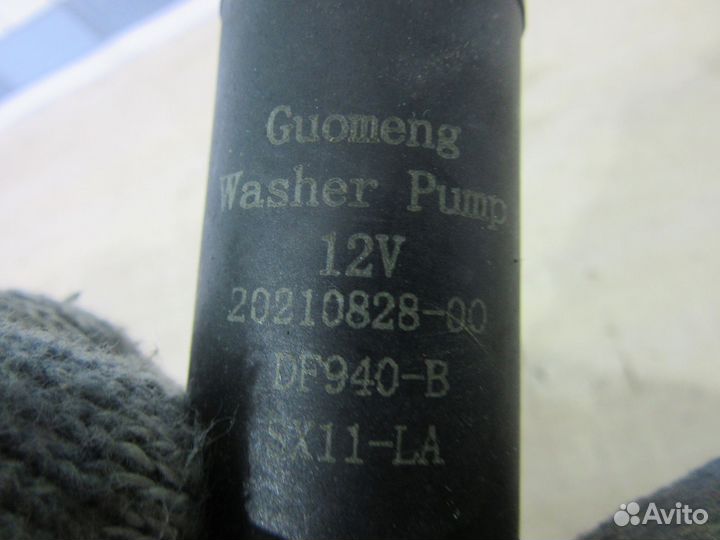 Guomeng
Washer Pump
12V
20210828-00
DF940-B
SX11-LA
Avito